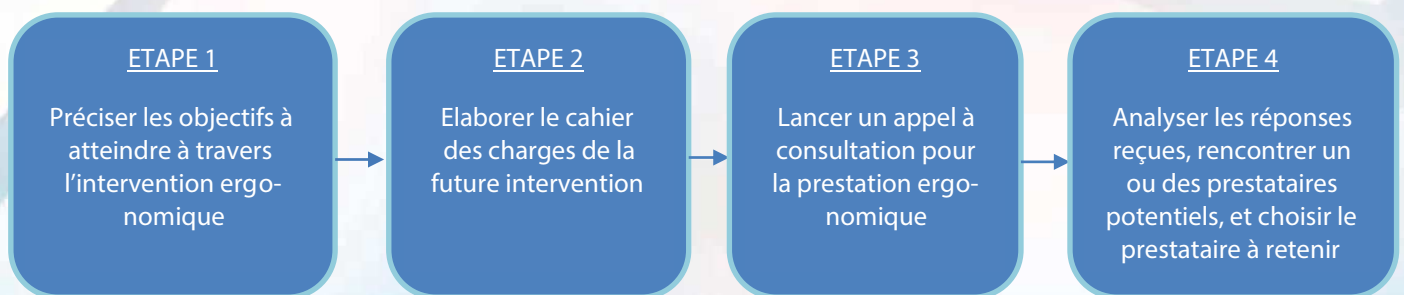 ETAPE 1
Préciser les objectifs à
atteindre à travers
l’intervention ergo-
nomique
ETAPE 2
Elaborer le cahier
des charges de la
future intervention
ETAPE 3
Lancer un appel à
consultation pour
la prestation ergo-
nomique
ETAPE 4
Analyser les réponses
reçues, rencontrer un
ou des prestataires
potentiels, et choisir le
prestataire à retenir